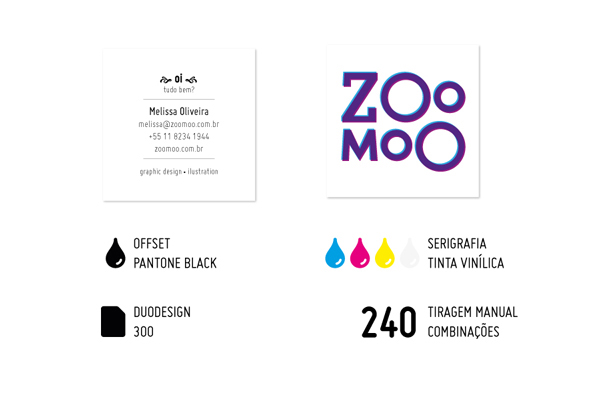 oi
tudo bem?
Melissa Oliveira
melissa@zoomoo.com.br
+55 11 8234 1944
zoomoo.com.br
graphic design • ilustration
ZOO
MOO
OFFSET
PANTONE BLACK
SERIGRAFIA
TINTA VINÍLICA
DUODESIGN
300
240
TIRAGEM MANUAL
COMBINAÇÕES